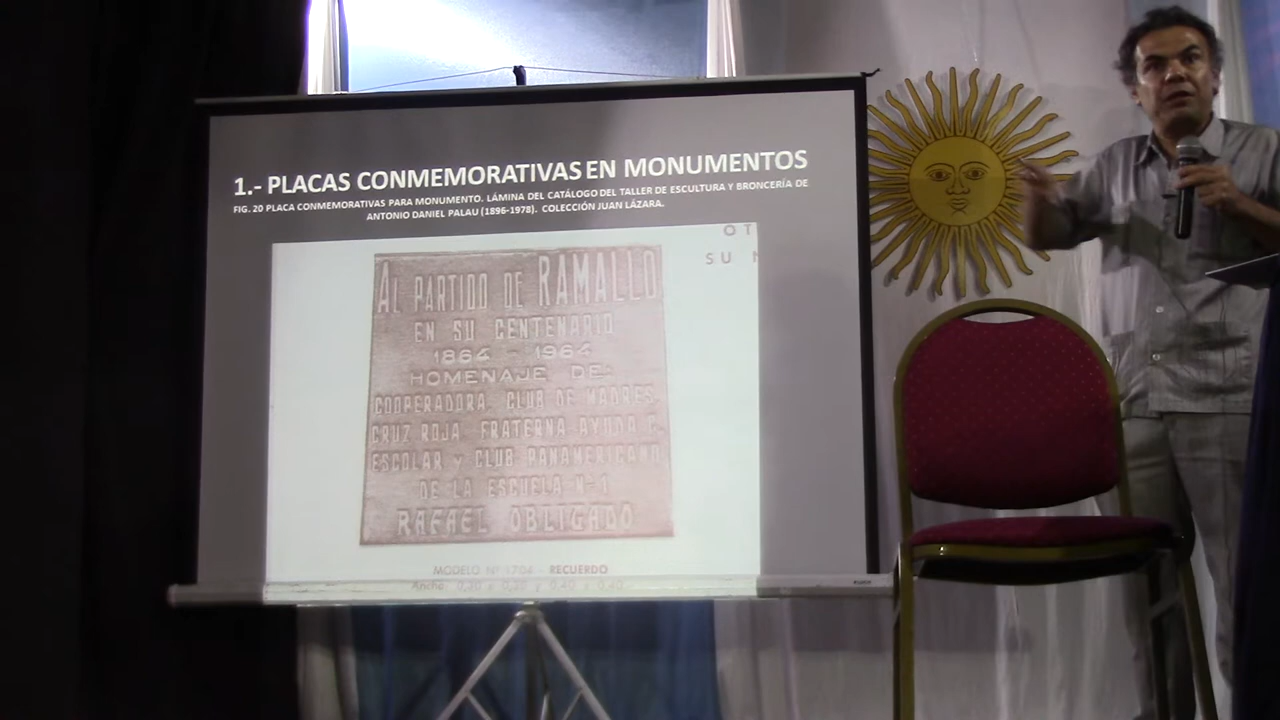 1.- PLACAS CONMEMORATIVAS EN MONUMENTOS
FIG. 20 PLACA CONMEMORATIVAS PARA MONUMENTO. LÁMINA DEL CATÁLOGO DEL TALLER DE ESCULTURA Y BRONCERÍA DE
ANTONIO DANIEL PALAU (1896-1978). COLECCIÓN JUAN LÁZARA.
OT
SU
AL PARTIDO DE RAMALLO
EN SU CENTENARIO
1864 - 1964
HOMENAJE DE:
COOPERADORA, CLUB DE MADRES,
CRUZ ROJA, FRATERNA AYUDA C.
ESCOLAR Y CLUB PANAMERICANO
DE LA ESCUELA Nº 1
RAFAEL OBLIGADO
MODELO Nº 1704 - RECUERDO
Ancho